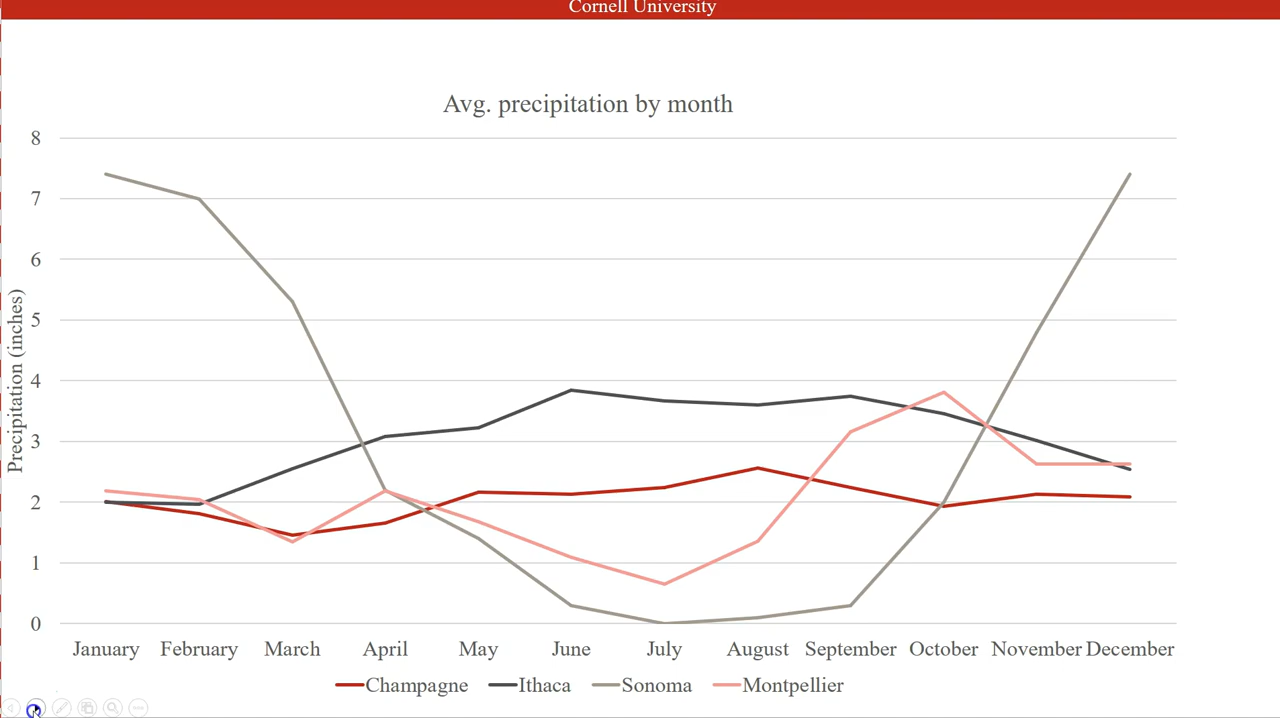 Cornell University
Avg. precipitation by month
8
7
6
5
4
3
2
1
0
Precipitation (inches)
January February March April May June July August September October November December
Champagne Ithaca Sonoma Montpellier